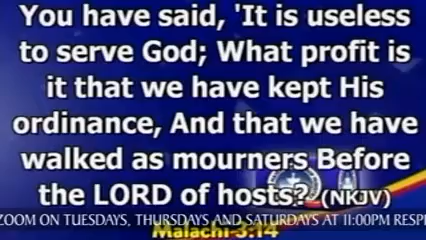 You have said, 'It is useless
to serve God; What profit is
it that we have kept His
ordinance, And that we have
walked as mourners Before
the LORD of hosts? (NKJV)
ZOOM ON TUESDAYS, THURSDAYS AND SATURDAYS AT 11:00PM RESP
Malachi 3:14